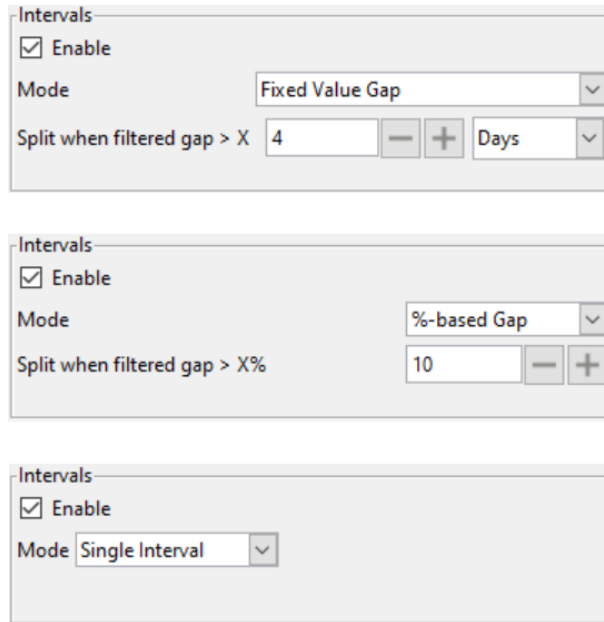 Intervals
Enable
Mode Fixed Value Gap
Split when filtered gap > X 4 Days
Intervals
Enable
Mode %-based Gap
Split when filtered gap > X% 10
Intervals
Enable
Mode Single Interval